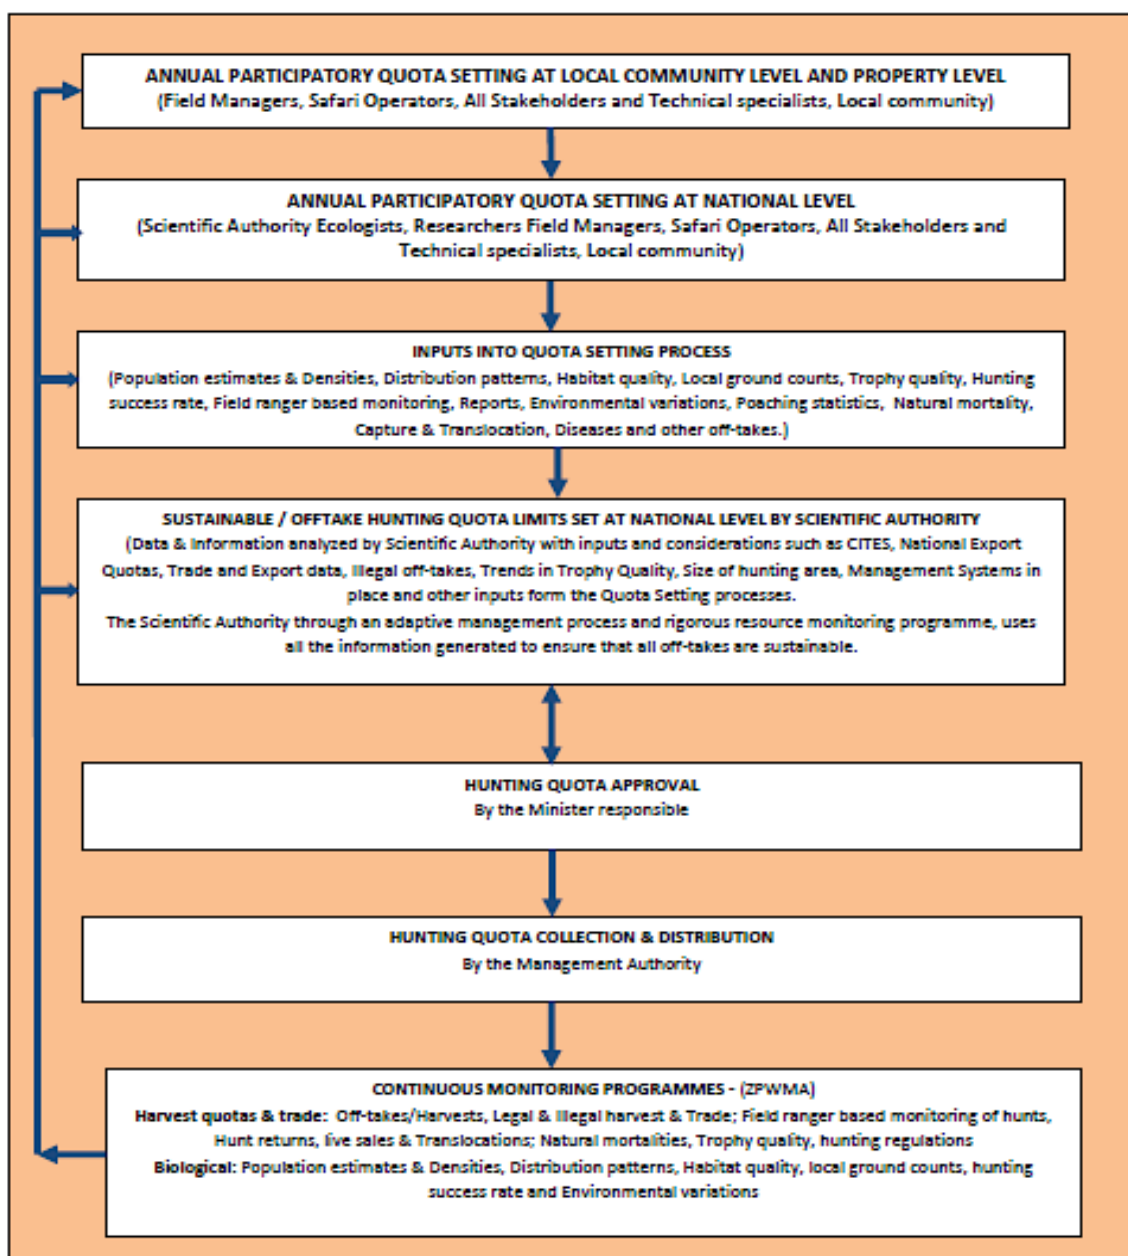 ANNUAL PARTICIPATORY QUOTA SETTING AT LOCAL COMMUNITY LEVEL AND PROPERTY LEVEL
(Field Managers, Safari Operators, All Stakeholders and Technical specialists, Local community)
ANNUAL PARTICIPATORY QUOTA SETTING AT NATIONAL LEVEL
(Scientific Authority Ecologists, Researchers Field Managers, Safari Operators, All Stakeholders and
Technical specialists, Local community)
INPUTS INTO QUOTA SETTING PROCESS
(Population estimates & Densities, Distribution patterns, Habitat quality, Local ground counts, Trophy quality, Hunting
success rate, Field ranger based monitoring, Reports, Environmental variations, Poaching statistics, Natural mortality,
Capture & Translocation, Diseases and other off-takes.)
SUSTAINABLE / OFFTAKE HUNTING QUOTA LIMITS SET AT NATIONAL LEVEL BY SCIENTIFIC AUTHORITY
(Data & Information analyzed by Scientific Authority with inputs and considerations such as CITES, National Export
Quotas, Trade and Export data, Illegal off-takes, Trends in Trophy Quality, Size of hunting area, Management Systems in
place and other inputs form the Quota Setting processes.
The Scientific Authority through an adaptive management process and rigorous resource monitoring programme, uses
all the information generated to ensure that all off-takes are sustainable.
HUNTING QUOTA APPROVAL
By the Minister responsible
HUNTING QUOTA COLLECTION & DISTRIBUTION
By the Management Authority
CONTINUOUS MONITORING PROGRAMMES - (ZPWMA)
Harvest quotas & trade: Off-takes/Harvests, Legal & Illegal harvest & Trade; Field ranger based monitoring of hunts,
Hunt returns, live sales & Translocations; Natural mortalities, Trophy quality, hunting regulations
Biological: Population estimates & Densities, Distribution patterns, Habitat quality, local ground counts, hunting
success rate and Environmental variations